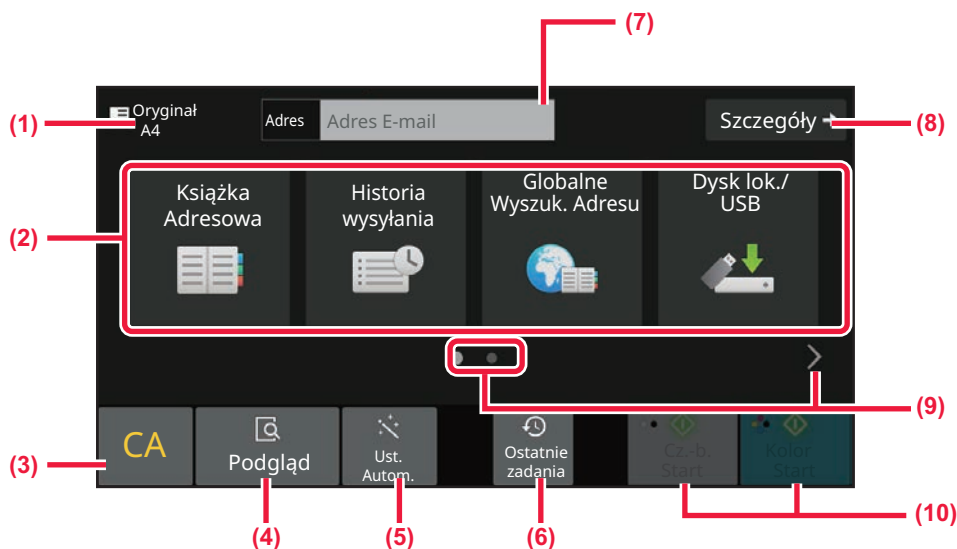 (7)
Oryginał
A4
Adres
Adres E-mail
Szczegóły
(1)
(8)
Książka
Adresowa
Historia
wysyłania
Globalne
Wyszuk. Adresu
Dysk lok./
USB
(2)
(9)
CA
Podgląd
Ust.
Autom.
Ostatnie
zadania
Cz.-b.
Start
Kolor
Start
(3)
(4)
(5)
(6)
(10)